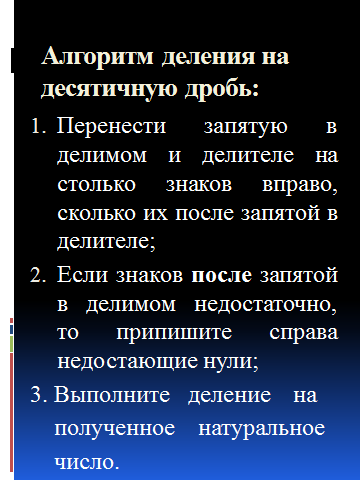 Алгоритм деления на
десятичную дробь:
1. Перенести запятую в
делимом и делителе на
столько знаков вправо,
сколько их после запятой в
делителе;
2. Если знаков после запятой
в делимом недостаточно,
то припишите справа
недостающие нули;
3. Выполните деление на
полученное натуральное
число.